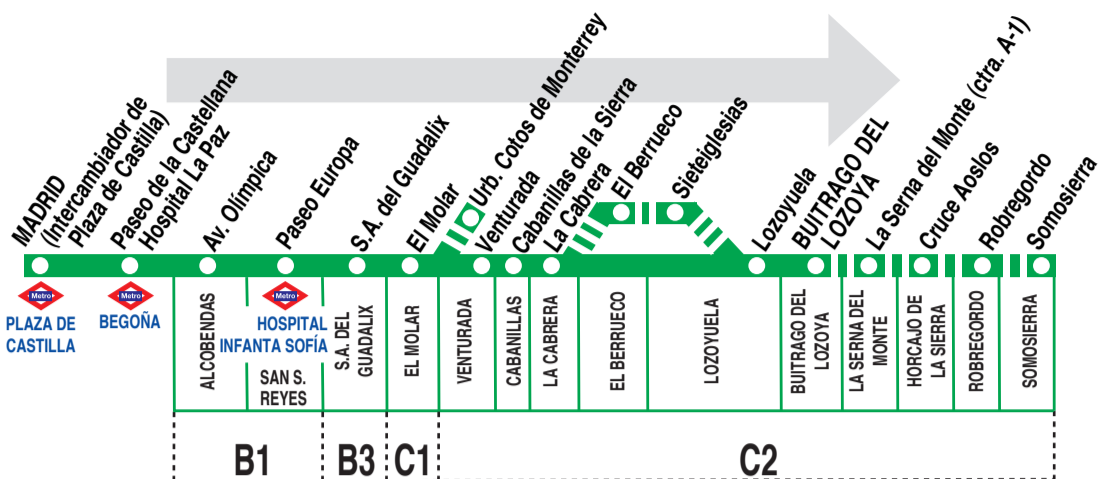 MADRID
(Intercambiador de
Plaza de Castilla)
Paseo de la Castellana
Hospital La Paz
Av. Olímpica
Paseo Europa
S.A. del Guadalix
El Molar
Urb. Cotos de Monterrey
Venturada
Cabanillas de la Sierra
La Cabrera
El Berrueco
Sieteiglesias
Lozoyuela
BUITRAGO DEL
LOZOYA
La Serna del Monte (ctra. A-1)
Cruce Aoslos
Robregordo
Somosierra
Metro
PLAZA DE
CASTILLA
Metro
BEGOÑA
Metro
HOSPITAL
INFANTA SOFÍA
ALCOBENDAS
SAN S.
REYES
S.A. DEL
GUADALIX
EL MOLAR
VENTURADA
CABANILLAS
LA CABRERA
EL BERRUECO
LOZOYUELA
BUITRAGO DEL
LOZOYA
LA SERNA DEL
MONTE
HORCAJO DE
LA SIERRA
ROBREGORDO
SOMOSIERRA
B1
B3
C1
C2